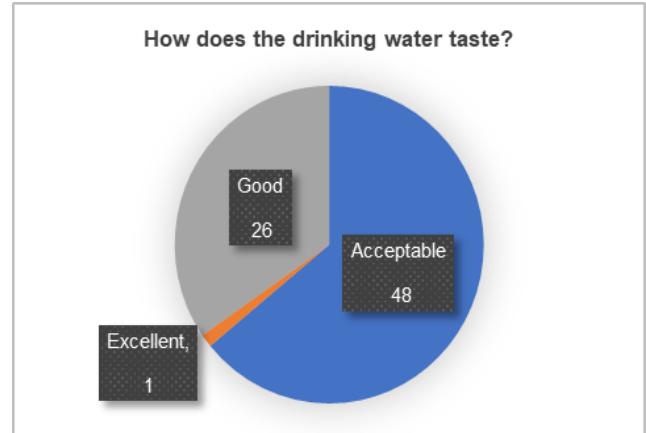 How does the drinking water taste?
Good
26
Acceptable
48
Excellent,
1